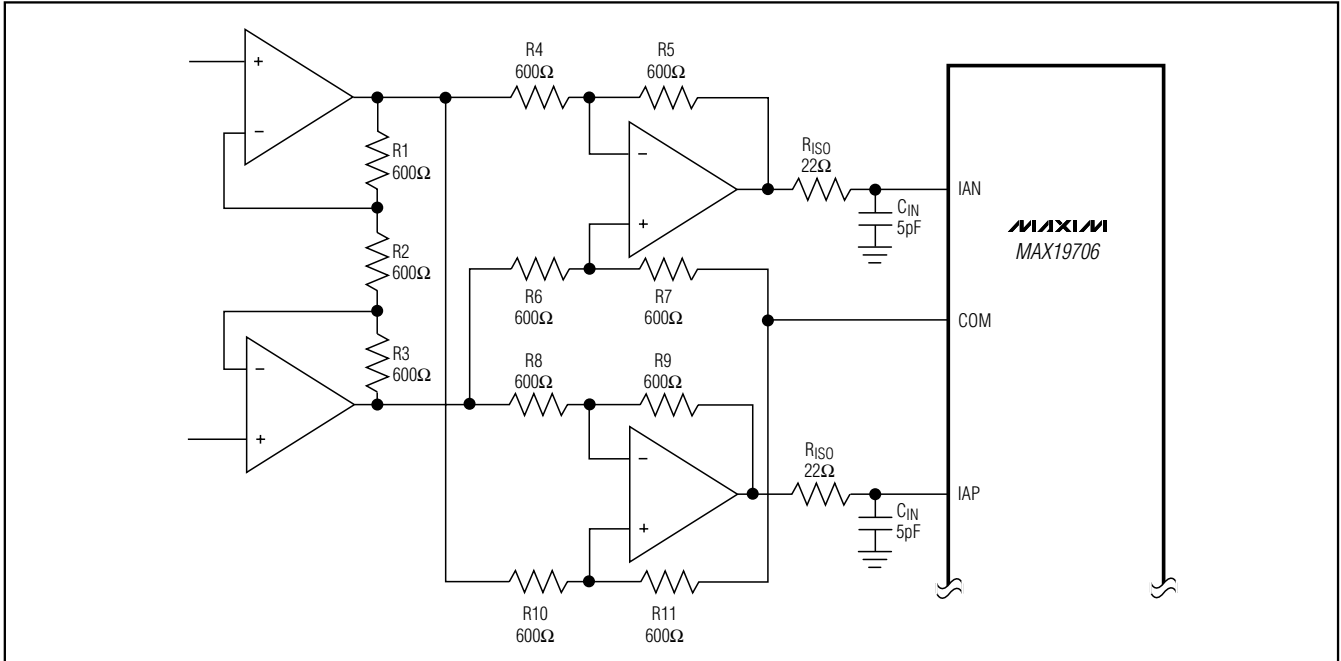 +
−
R1
600Ω
R2
600Ω
R3
600Ω
−
+
R4
600Ω
R5
600Ω
−
+
R6
600Ω
R7
600Ω
R8
600Ω
R9
600Ω
−
+
R10
600Ω
R11
600Ω
RISO
22Ω
CIN
5pF
RISO
22Ω
CIN
5pF
IAN
MAXIM
MAX19706
COM
IAP